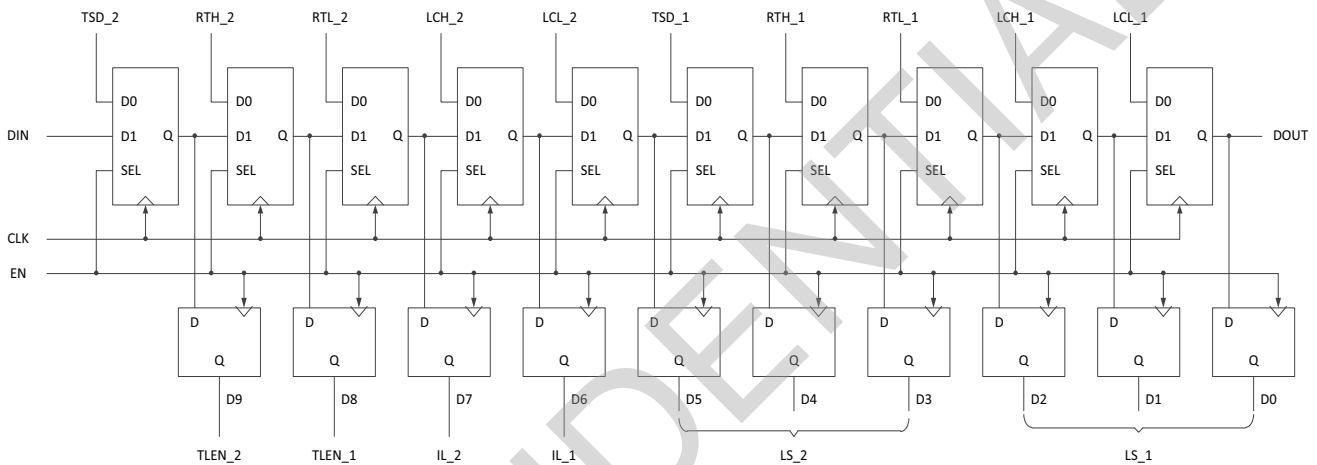 TSD_2 RTH_2 RTL_2 LCH_2 LCL_2 TSD_1 RTH_1 RTL_1 LCH_1 LCL_1
D0 D0 D0 D0 D0 D0 D0 D0 D0 D0
DIN D1 Q D1 Q D1 Q D1 Q D1 Q D1 Q D1 Q D1 Q D1 Q D1 Q DOUT
SEL SEL SEL SEL SEL SEL SEL SEL SEL SEL
CLK
EN
D D D D D D D D D D
Q Q Q Q Q Q Q Q Q Q
D9 D8 D7 D6 D5 D4 D3 D2 D1 D0
TLEN_2 TLEN_1 IL_2 IL_1 LS_2 LS_1